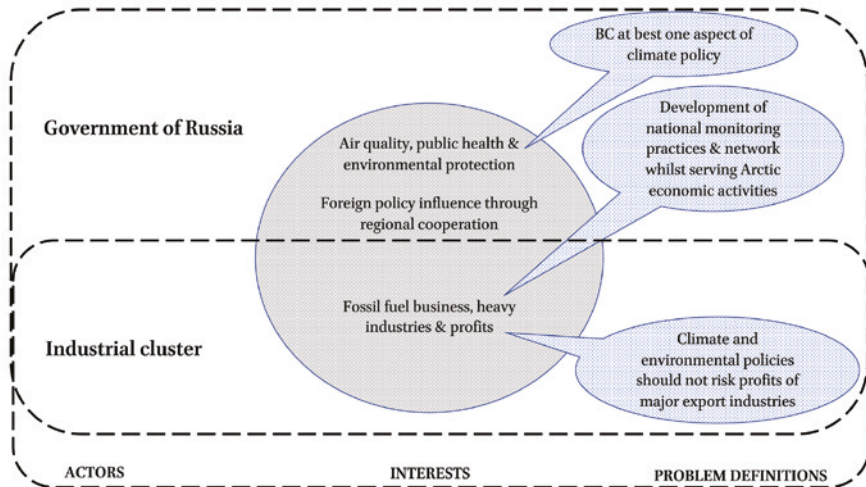 BC at best one aspect of
climate policy
Government of Russia
Air quality, public health &
environmental protection
Foreign policy influence through
regional cooperation
Development of
national monitoring
practices & network
whilst serving Arctic
economic activities
Fossil fuel business, heavy
industries & profits
Industrial cluster
Climate and
environmental policies
should not risk profits of
major export industries
ACTORS
INTERESTS
PROBLEM DEFINITIONS